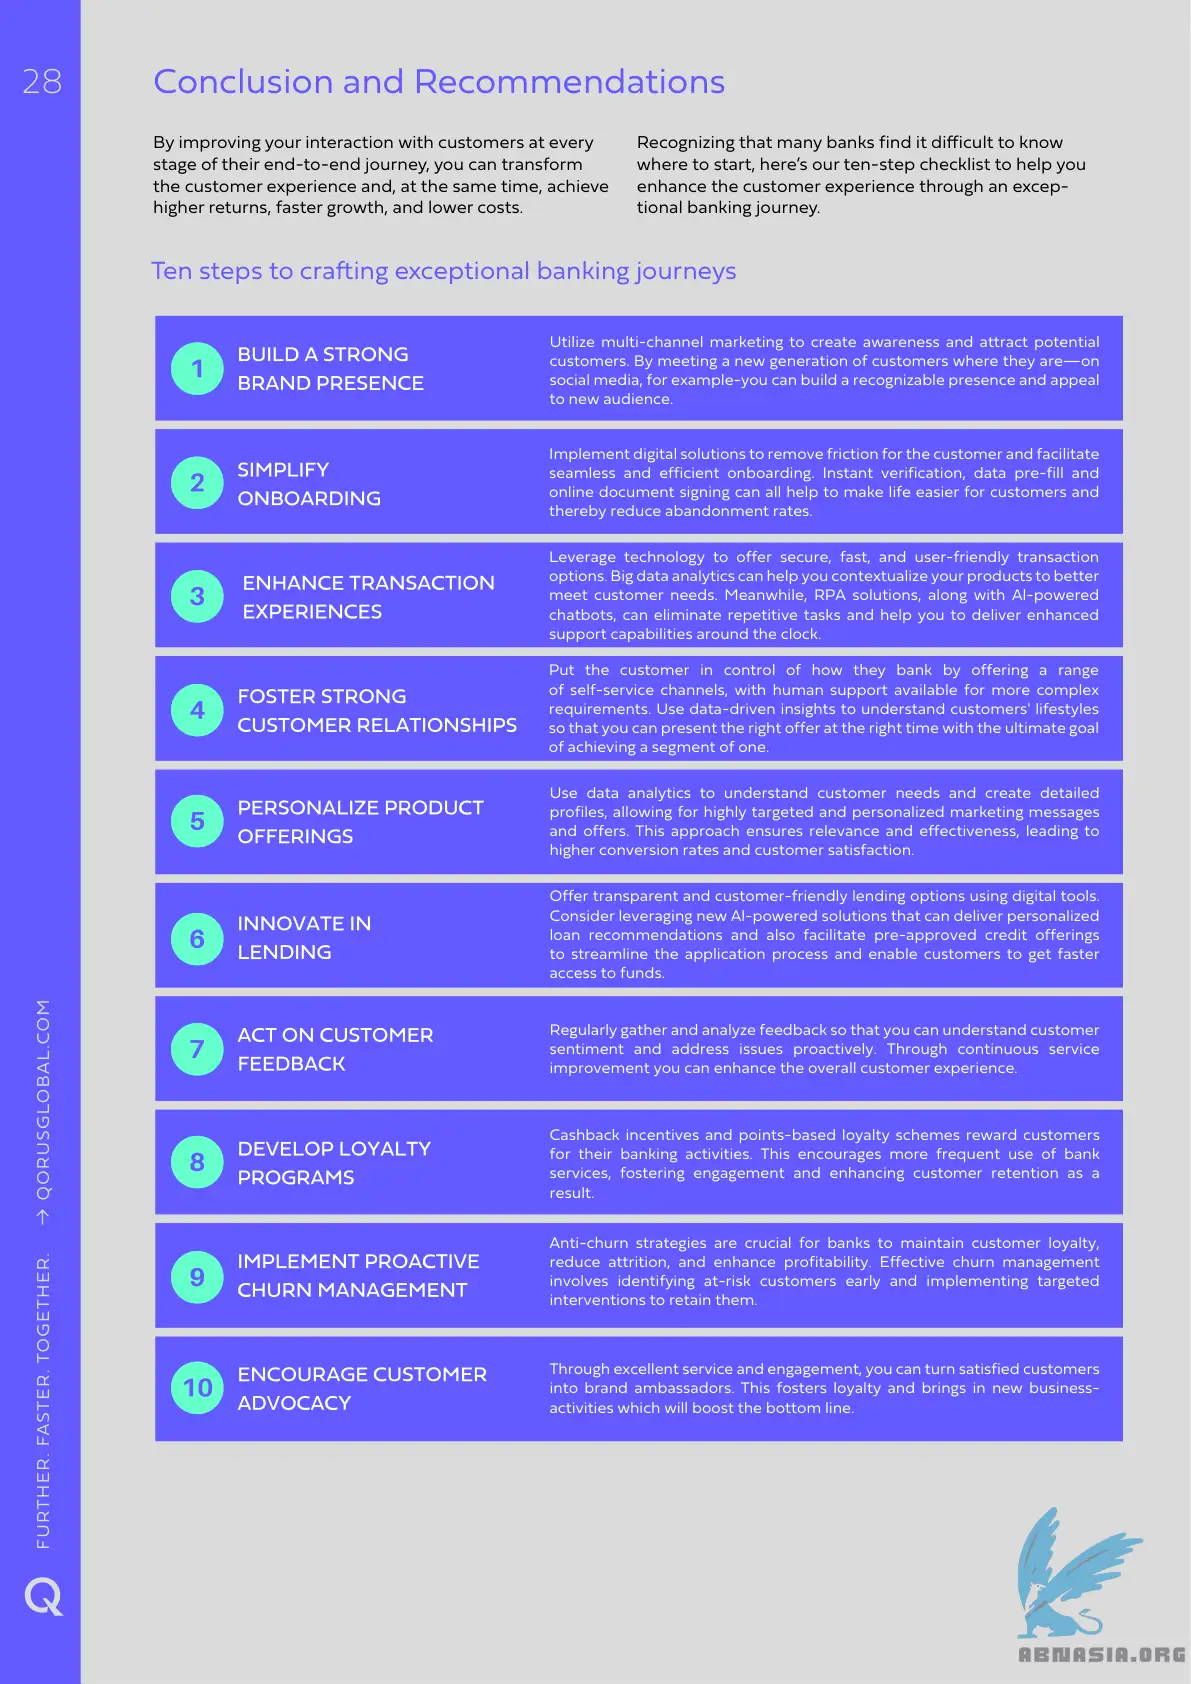 28
Conclusion and Recommendations
By improving your interaction with customers at every
stage of their end-to-end journey, you can transform
the customer experience and, at the same time, achieve
higher returns, faster growth, and lower costs.
Recognizing that many banks find it difficult to know
where to start, here's our ten-step checklist to help you
enhance the customer experience through an excep-
tional banking journey.
Ten steps to crafting exceptional banking journeys
1
BUILD A STRONG
BRAND PRESENCE
Utilize multi-channel marketing to create awareness and attract potential
customers. By meeting a new generation of customers where they are—on
social media, for example-you can build a recognizable presence and appeal
to new audience.
2
SIMPLIFY
ONBOARDING
Implement digital solutions to remove friction for the customer and facilitate
seamless and efficient onboarding. Instant verification, data pre-fill and
online document signing can all help to make life easier for customers and
thereby reduce abandonment rates.
3
ENHANCE TRANSACTION
EXPERIENCES
Leverage technology to offer secure, fast, and user-friendly transaction
options. Big data analytics can help you contextualize your products to better
meet customer needs. Meanwhile, RPA solutions, along with AI-powered
chatbots, can eliminate repetitive tasks and help you to deliver enhanced
support capabilities around the clock.
4
FOSTER STRONG
CUSTOMER RELATIONSHIPS
Put the customer in control of how they bank by offering a range
of self-service channels, with human support available for more complex
requirements. Use data-driven insights to understand customers' lifestyles
so that you can present the right offer at the right time with the ultimate goal
of achieving a segment of one.
5
PERSONALIZE PRODUCT
OFFERINGS
Use data analytics to understand customer needs and create detailed
profiles, allowing for highly targeted and personalized marketing messages
and offers. This approach ensures relevance and effectiveness, leading to
higher conversion rates and customer satisfaction.
6
INNOVATE IN
LENDING
Offer transparent and customer-friendly lending options using digital tools.
Consider leveraging new AI-powered solutions that can deliver personalized
loan recommendations and also facilitate pre-approved credit offerings
to streamline the application process and enable customers to get faster
access to funds.
7
ACT ON CUSTOMER
FEEDBACK
Regularly gather and analyze feedback so that you can understand customer
sentiment and address issues proactively. Through continuous service
improvement you can enhance the overall customer experience.
8
DEVELOP LOYALTY
PROGRAMS
Cashback incentives and points-based loyalty schemes reward customers
for their banking activities. This encourages more frequent use of bank
services, fostering engagement and enhancing customer retention as a
result.
9
IMPLEMENT PROACTIVE
CHURN MANAGEMENT
Anti-churn strategies are crucial for banks to maintain customer loyalty,
reduce attrition, and enhance profitability. Effective churn management
involves identifying at-risk customers early and implementing targeted
interventions to retain them.
10
ENCOURAGE CUSTOMER
ADVOCACY
Through excellent service and engagement, you can turn satisfied customers
into brand ambassadors. This fosters loyalty and brings in new business-
activities which will boost the bottom line.
FURTHER. FASTER. TOGETHER. → QORUSGLOBAL.COM
Q
ABNASIA.ORG